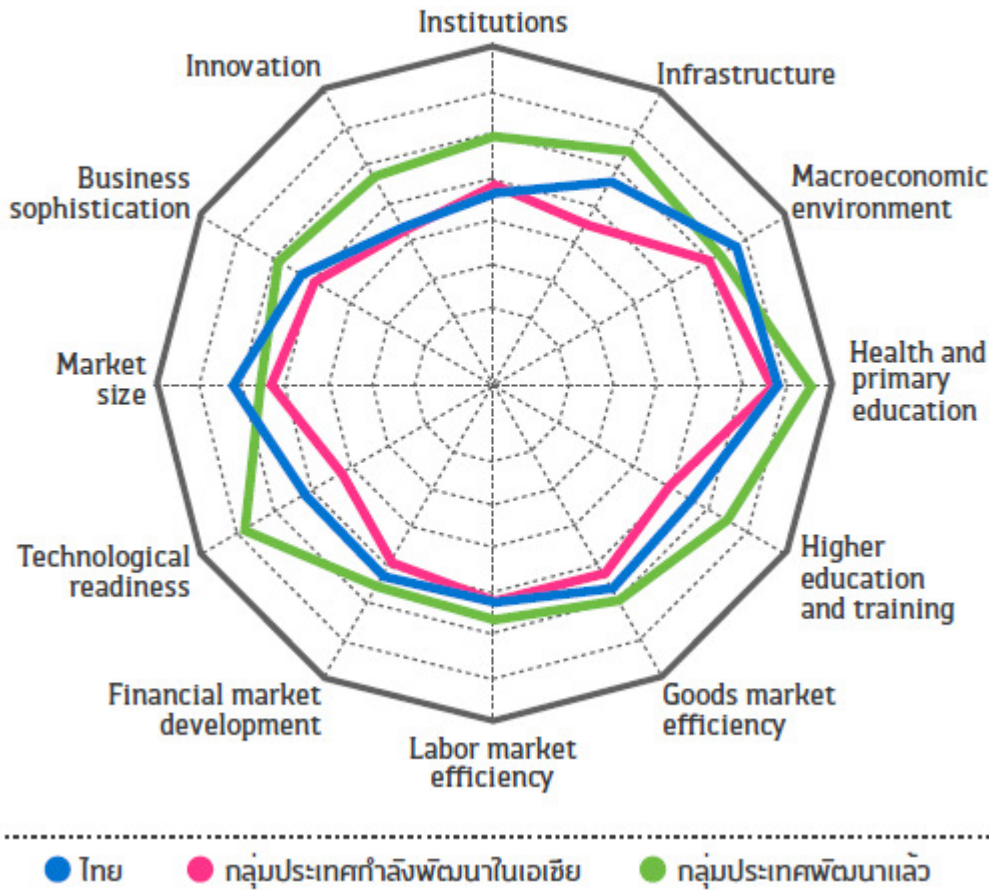 Institutions
Infrastructure
Macroeconomic
environment
Health and
primary
education
Higher
education
and training
Goods market
efficiency
Labor market
efficiency
Financial market
development
Technological
readiness
Market
size
Business
sophistication
Innovation
ไทย
กลุ่มประเทศกำลังพัฒนาในเอเชีย
กลุ่มประเทศพัฒนาแล้ว